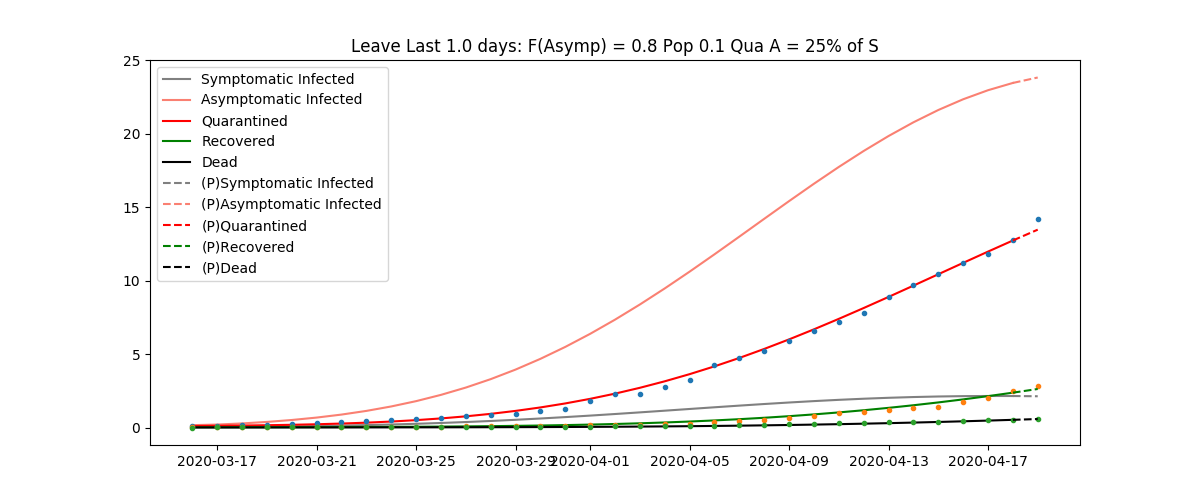 Leave Last 1.0 days: F(Asymp) = 0.8 Pop 0.1 Qua A = 25% of S
25
20
15
10
5
0
Symptomatic Infected
Asymptomatic Infected
Quarantined
Recovered
Dead
(P)Symptomatic Infected
(P)Asymptomatic Infected
(P)Quarantined
(P)Recovered
(P)Dead
2020-03-17 2020-03-21 2020-03-25 2020-03-29 2020-04-01 2020-04-05 2020-04-09 2020-04-13 2020-04-17